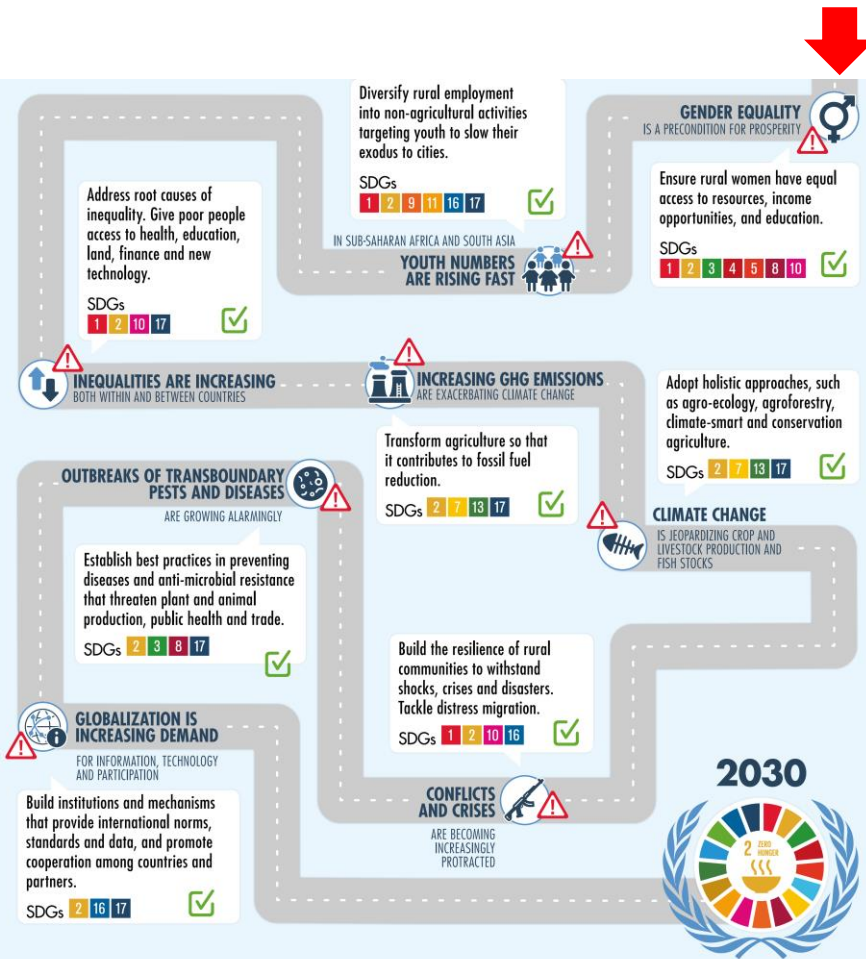 GENDER EQUALITY
IS A PRECONDITION FOR PROSPERITY
Ensure rural women have equal
access to resources, income
opportunities, and education.
SDGs
1 2 3 4 5 8 10
Diversify rural employment
into non-agricultural activities
targeting youth to slow their
exodus to cities.
SDGs
1 2 9 11 16 17
IN SUB-SAHARAN AFRICA AND SOUTH ASIA
YOUTH NUMBERS
ARE RISING FAST
Address root causes of
inequality. Give poor people
access to health, education,
land, finance and new
technology.
SDGs
1 2 10 17
INEQUALITIES ARE INCREASING
BOTH WITHIN AND BETWEEN COUNTRIES
INCREASING GHG EMISSIONS
ARE EXACERBATING CLIMATE CHANGE
Transform agriculture so that
it contributes to fossil fuel
reduction.
SDGs 2 7 13 17
Adopt holistic approaches, such
as agro-ecology, agroforestry,
climate-smart and conservation
agriculture.
SDGs 2 7 13 17
CLIMATE CHANGE
IS JEOPARDIZING CROP AND
LIVESTOCK PRODUCTION AND
FISH STOCKS
OUTBREAKS OF TRANSBOUNDARY
PESTS AND DISEASES
ARE GROWING ALARMINGLY
Establish best practices in preventing
diseases and anti-microbial resistance
that threaten plant and animal
production, public health and trade.
SDGs 2 3 8 17
Build the resilience of rural
communities to withstand
shocks, crises and disasters.
Tackle distress migration.
SDGs 1 2 10 16
CONFLICTS
AND CRISES
ARE BECOMING
INCREASINGLY
PROTRACTED
GLOBALIZATION IS
INCREASING DEMAND
FOR INFORMATION, TECHNOLOGY
AND PARTICIPATION
Build institutions and mechanisms
that provide international norms,
standards and data, and promote
cooperation among countries and
partners.
SDGs 2 16 17
2030
2 ZERO
HUNGER